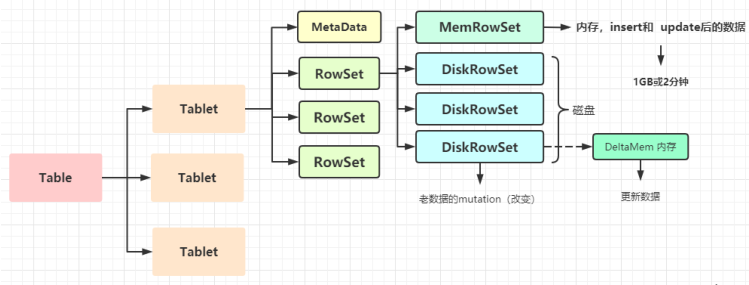 MetaData
MemRowSet
内存，insert和 update后的数据
RowSet
DiskRowSet
1GB或2分钟
Tablet
RowSet
DiskRowSet
磁盘
RowSet
DiskRowSet
DeltaMem 内存
Table
Tablet
老数据的mutation（改变）
更新数据
Tablet